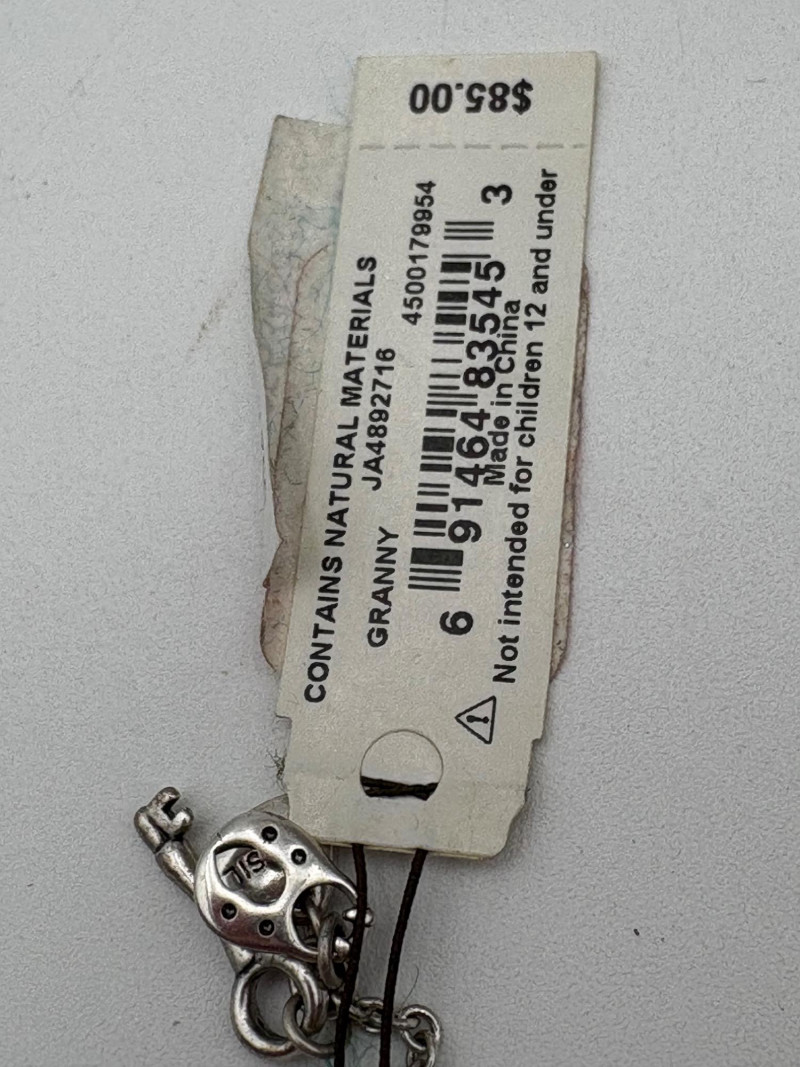 $85.00
CONTAINS NATURAL MATERIALS
GRANNY JA4892716
4500179954
6 91464 83545 3
Made in China
Not intended for children 12 and under
SIL